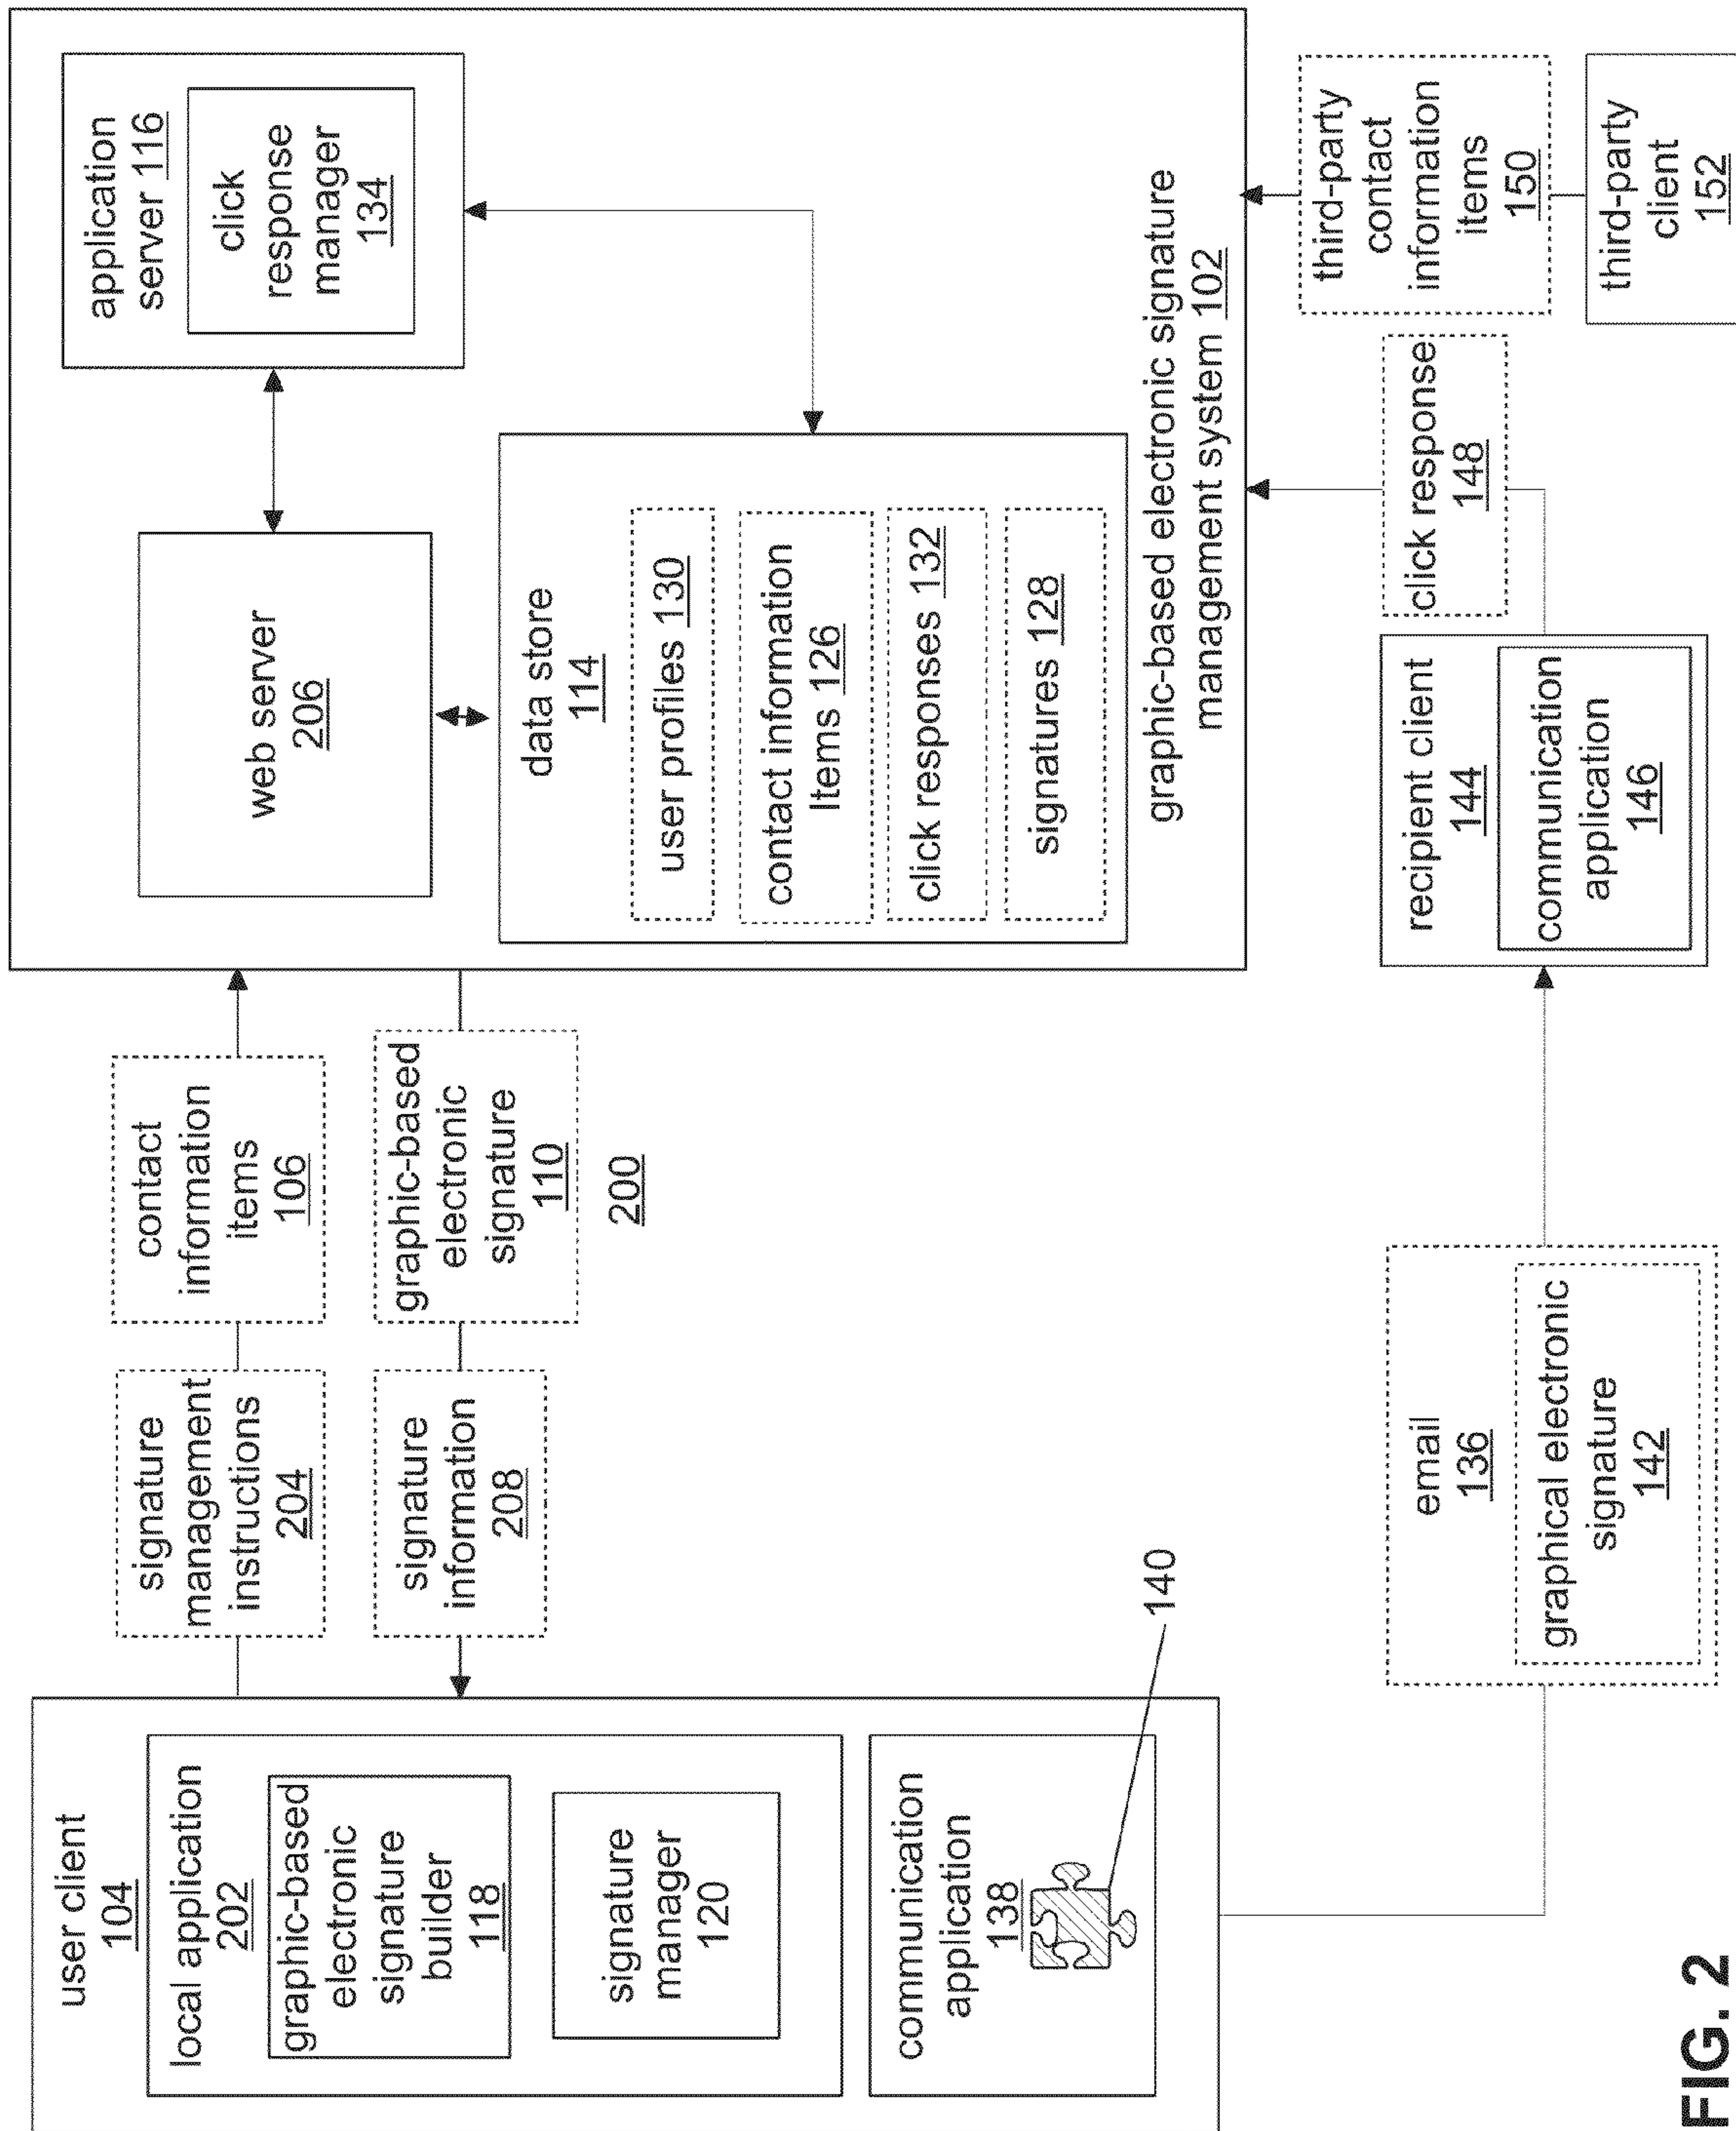 user client
104
local application
202
graphic-based
electronic
signature
builder
118
signature
manager
120
communication
application
138
140
signature
management
instructions
204
contact
information
items
106
signature
information
208
graphic-based
electronic
signature
110
200
web server
206
application
server 116
click
response
manager
134
data store
114
user profiles 130
contact information
Items 126
click responses 132
signatures 128
graphic-based electronic signature
management system 102
email
136
graphical electronic
signature
142
recipient client
144
communication
application
146
click response
148
third-party
contact
information
items
150
third-party
client
152
FIG. 2